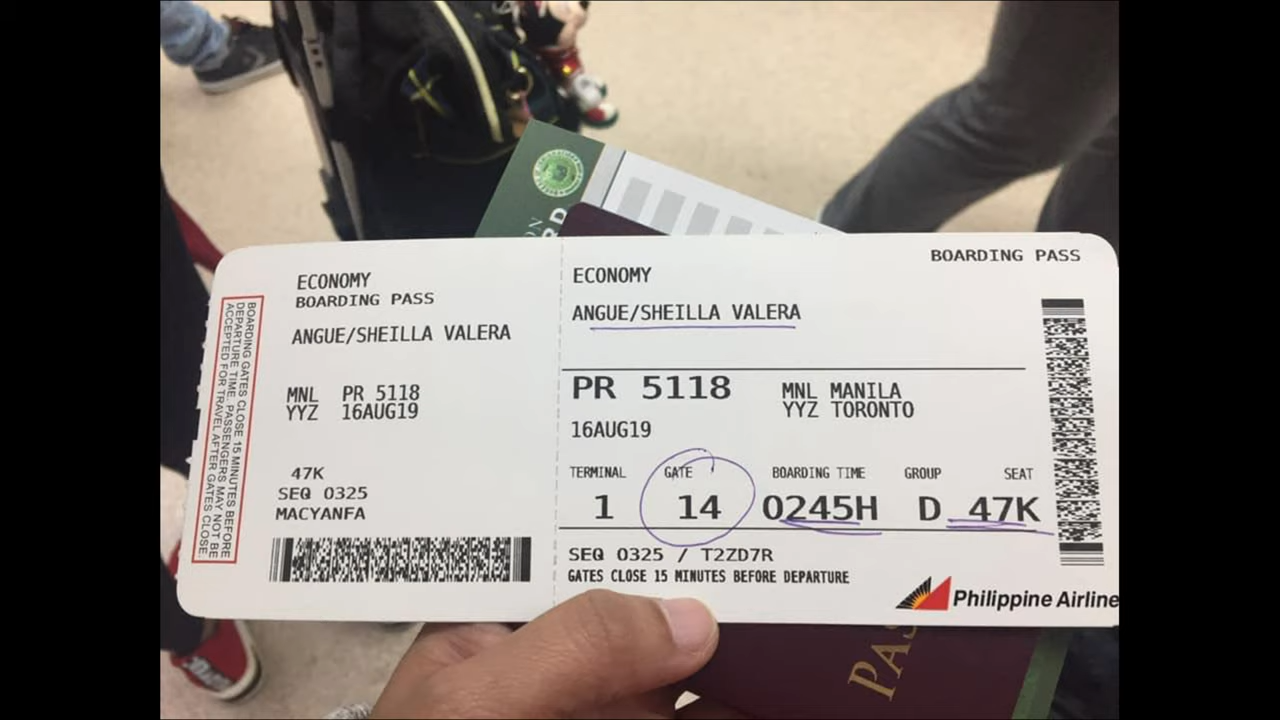 BOARDING GATES CLOSE 15 MINUTES BEFORE
DEPARTURE TIME. PASSENGERS MAY NOT BE
ACCEPTED FOR TRAVEL AFTER GATES CLOSE.
ECONOMY
BOARDING PASS
ANGUE/SHEILLA VALERA
MNL PR 5118
YYZ 16AUG19
47K
SEQ 0325
MACYANFA
BOARDING PASS
ECONOMY
ANGUE/SHEILLA VALERA
PR 5118 MNL MANILA
YYZ TORONTO
16AUG19
TERMINAL GATE BOARDING TIME GROUP SEAT
1 14 0245H D 47K
SEQ 0325 / T2ZD7R
GATES CLOSE 15 MINUTES BEFORE DEPARTURE
Philippine Airline
PAS